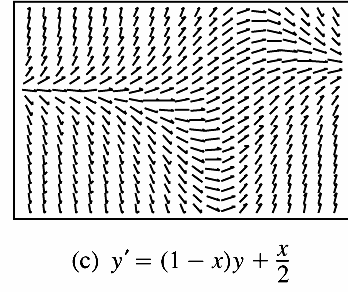 (c) y′ = (1 − x)y + x/2